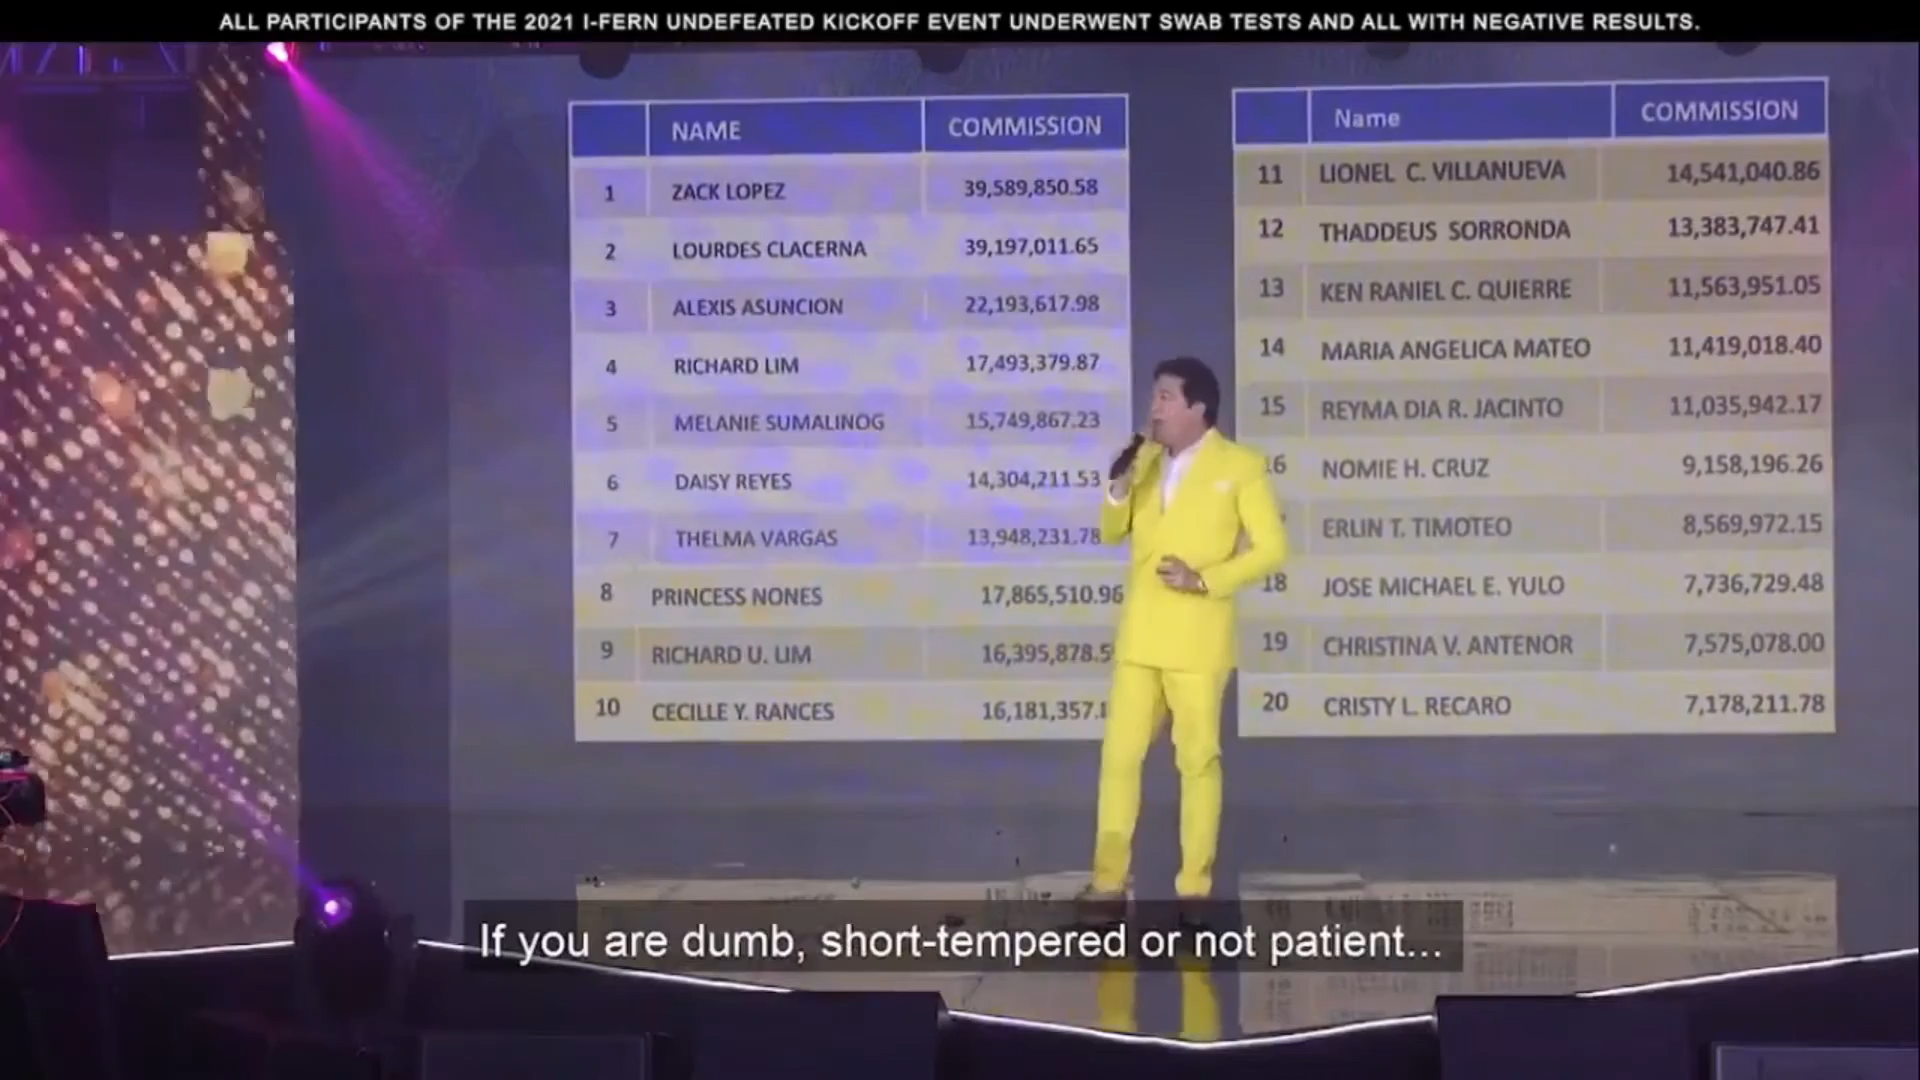 ALL PARTICIPANTS OF THE 2021 I-FERN UNDEFEATED KICKOFF EVENT UNDERWENT SWAB TESTS AND ALL WITH NEGATIVE RESULTS.
NAME COMMISSION
1 ZACK LOPEZ 39,589,850.58
2 LOURDES CLACERNA 39,197,011.65
3 ALEXIS ASUNCION 22,193,617.98
4 RICHARD LIM 17,493,379.87
5 MELANIE SUMALINOG 15,749,867.23
6 DAISY REYES 14,304,211.53
7 THELMA VARGAS 13,948,231.78
8 PRINCESS NONES 17,865,510.96
9 RICHARD U. LIM 16,395,878.5
10 CECILLE Y. RANCES 16,181,357.
Name COMMISSION
11 LIONEL C. VILLANUEVA 14,541,040.86
12 THADDEUS SORRONDA 13,383,747.41
13 KEN RANIEL C. QUIERRE 11,563,951.05
14 MARIA ANGELICA MATEO 11,419,018.40
15 REYMA DIA R. JACINTO 11,035,942.17
16 NOMIE H. CRUZ 9,158,196.26
ERLIN T. TIMOTEO 8,569,972.15
18 JOSE MICHAEL E. YULO 7,736,729.48
19 CHRISTINA V. ANTENOR 7,575,078.00
20 CRISTY L. RECARO 7,178,211.78
If you are dumb, short-tempered or not patient...